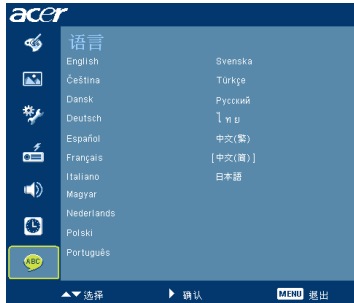 acer
语言
English
Čeština
Dansk
Deutsch
Español
Français
Italiano
Magyar
Nederlands
Polski
Português
Svenska
Türkçe
Русский
ไทย
中文(繁)
[中文(简)]
日本語
ABC
▲▼ 选择
▶ 确认
MENU 退出